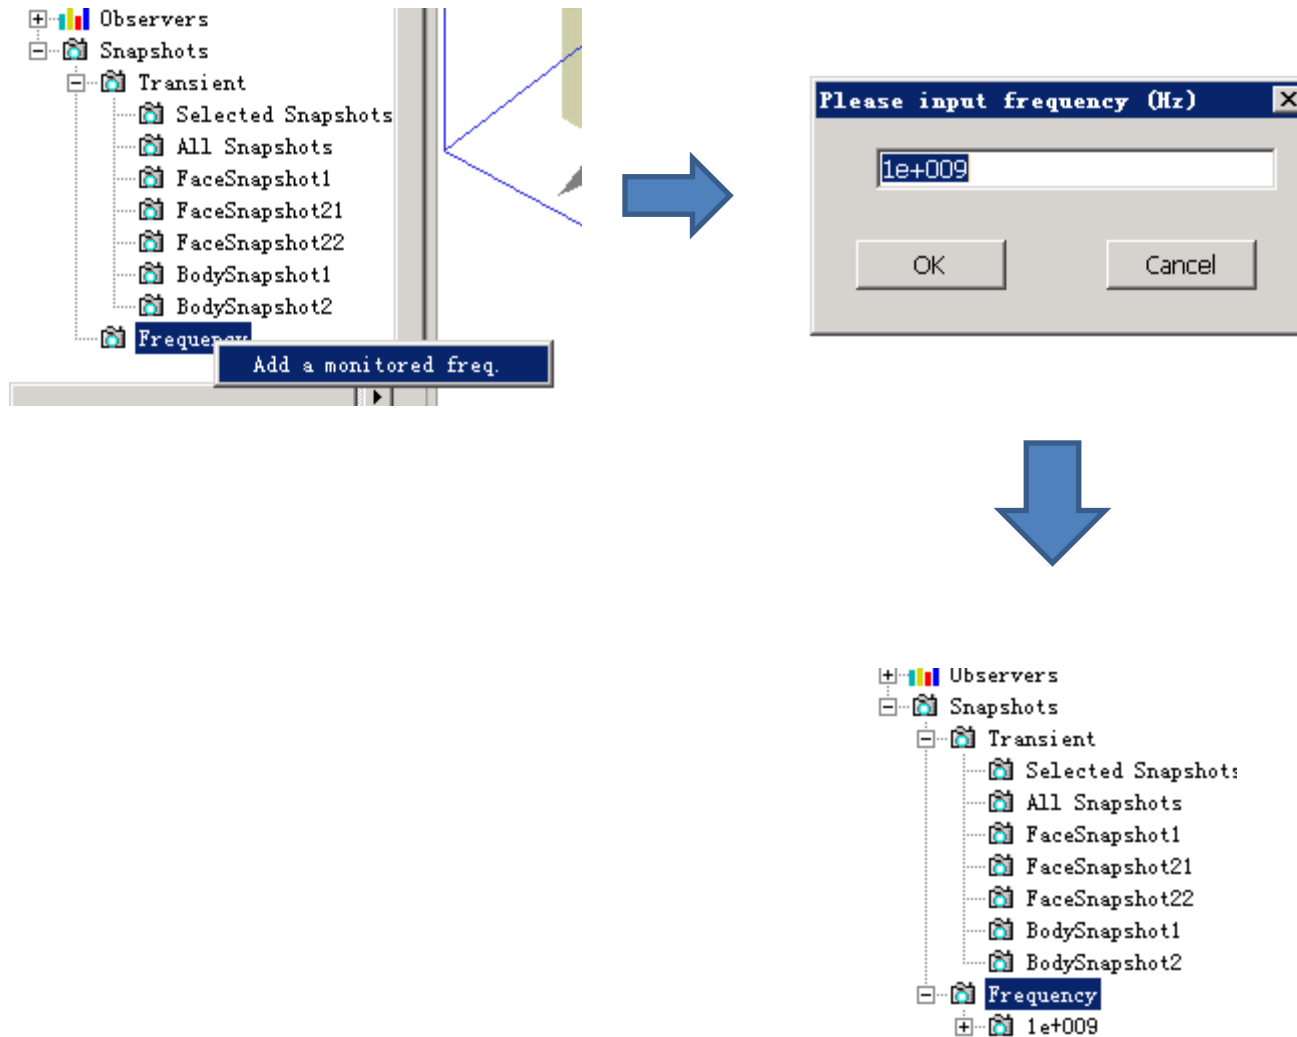 Observers
Snapshots
Transient
Selected Snapshots
All Snapshots
FaceSnapshot1
FaceSnapshot21
FaceSnapshot22
BodySnapshot1
BodySnapshot2
Frequency
Add a monitored freq.
Please input frequency (Hz)
1e+009
OK Cancel
Observers
Snapshots
Transient
Selected Snapshots
All Snapshots
FaceSnapshot1
FaceSnapshot21
FaceSnapshot22
BodySnapshot1
BodySnapshot2
Frequency
1e+009